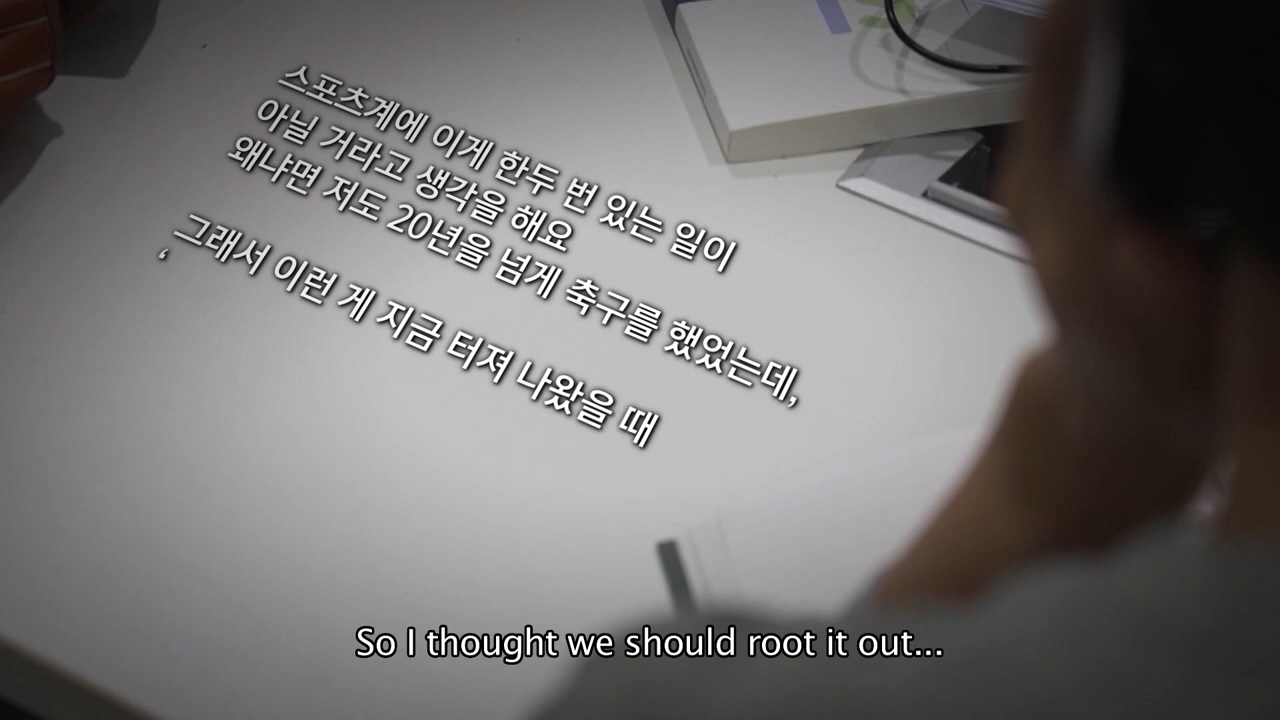 스포츠계에 이게 한두 번 있는 일이
아닐 거라고 생각을 해요
왜냐면 저도 20년을 넘게 축구를 했었는데,
그래서 이런 게 지금 터져 나왔을 때
‘
So I thought we should root it out...